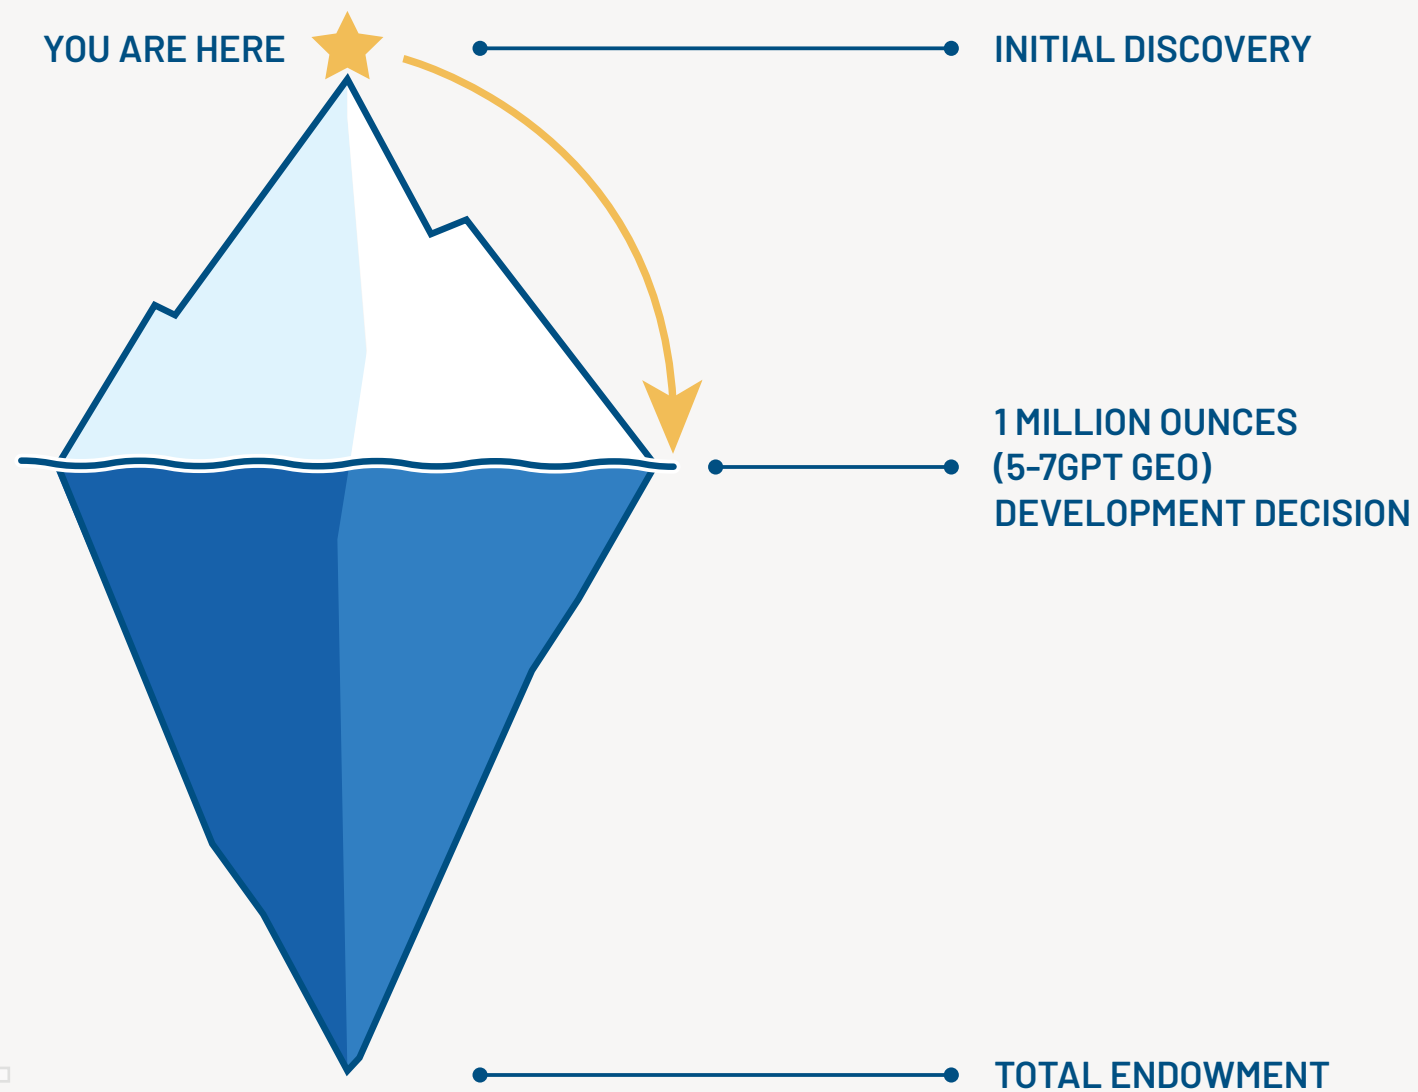 YOU ARE HERE
INITIAL DISCOVERY
1 MILLION OUNCES
(5-7GPT GEO)
DEVELOPMENT DECISION
TOTAL ENDOWMENT